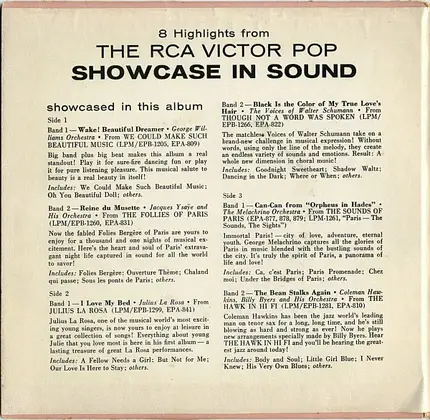 8 Highlights from
THE RCA VICTOR POP
SHOWCASE IN SOUND
showcased in this album
Side 1
Band 1 — Wake! Beautiful Dreamer • George Wil-
liams Orchestra • From WE COULD MAKE SUCH
BEAUTIFUL MUSIC (LPM/EPB-1205, EPA-809)
Big band plus big beat makes this album a real
standout! Play it for sure-fire dancing fun or play
it for pure listening pleasure. This musical salute
to beauty is a real beauty in itself!
Includes: We Could Make Such Beautiful Music;
Oh You Beautiful Doll; others.
Band 2 — Reine du Musette • Jacques Ysaÿe and
His Orchestra • From THE FOLLIES OF PARIS
(LPM/EPB-1260, EPA-831)
Now the fabled Folies Bergère of Paris are yours to
enjoy for a thousand and one nights of musical ex-
citement. Here's the heart and soul of Paris' extrava-
gant night life captured in sound for all the world
to savor!
Includes: Folies Bergère: Ouverture Thème; Chaland
qui passe; Sous les ponts de Paris; others.
Side 2
Band 1 — I Love My Bed • Julius La Rosa • From
JULIUS LA ROSA (LPM/EPB-1299, EPA-841)
Julius La Rosa, one of the musical world's most excit-
ing young singers, is now yours to enjoy at leisure in
a great collection of songs! Everything about young
Julie that you love most is here in his first album — a
lasting treasure of great La Rosa performances.
Includes: A Fellow Needs a Girl; But Not for Me;
Our Love Is Here to Stay; others.
Band 2 — Black Is the Color of My True Love's
Hair • The Voices of Walter Schumann • From
THOUGH NOT A WORD WAS SPOKEN (LPM/
EPB-1266, EPA-822)
The matchless Voices of Walter Schumann take on a
brand-new challenge in musical expression! Without
words, using only the line of the melody, they create
an endless variety of sounds and emotions. Result: A
whole new dimension in choral music!
Includes: Goodnight Sweetheart; Shadow Waltz;
Dancing in the Dark; Where or When; others.
Side 3
Band 1 — Can-Can from "Orpheus in Hades" •
The Melachrino Orchestra • From THE SOUNDS OF
PARIS (EPA-877, 878, 879; LPM-1261, "Paris — The
Sounds, The Sights")
Immortal Paris! — city of love, adventure, eternal
youth. George Melachrino captures all the glories of
Paris in music blended with the bustling sounds of
the city. It's truly the spirit of Paris, a panorama of
life and love!
Includes: Ca, c'est Paris; Paris Promenade; Chez
moi; Under the Bridges of Paris; others.
Band 2 — The Bean Stalks Again • Coleman Haw-
kins, Billy Byers and His Orchestra • From THE
HAWK IN HI FI (LPM/EPB-1281, EPA-810)
Coleman Hawkins has been the jazz world's leading
man on tenor sax for a long, long time, and he's still
blowing as hard and strong as ever! Now he plays
new arrangements specially made by Billy Byers. Hear
THE HAWK IN HI FI and you'll be hearing the great-
est jazz around today!
Includes: Body and Soul; Little Girl Blue; I Never
Knew; His Very Own Blues; others.